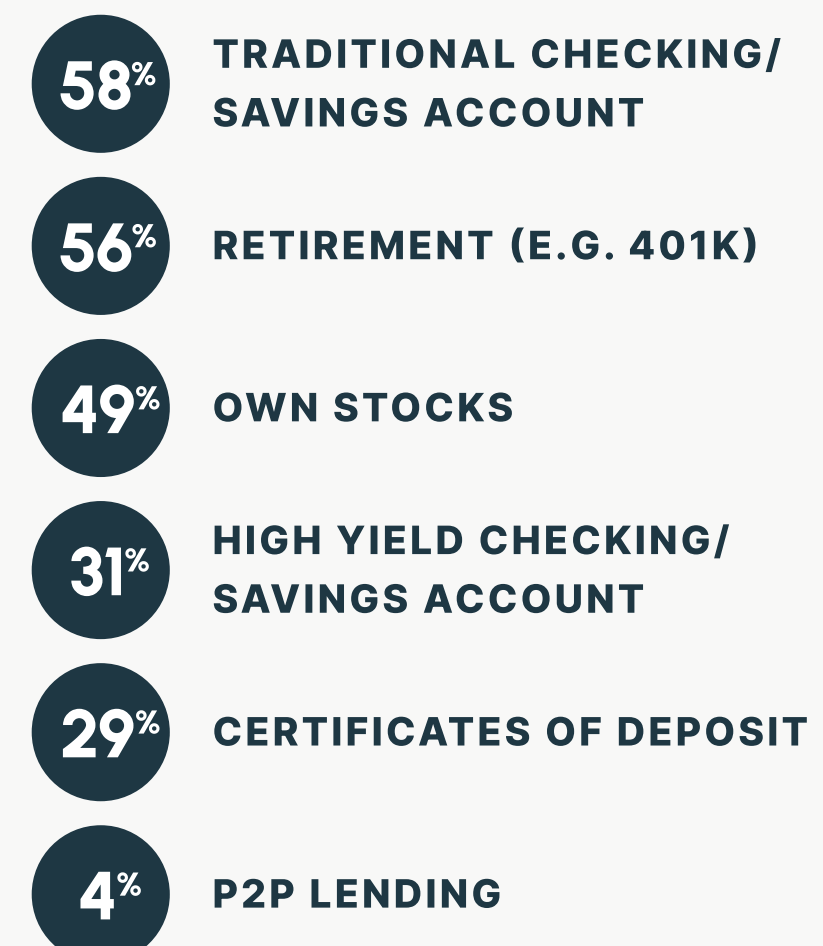 58%
TRADITIONAL CHECKING/
SAVINGS ACCOUNT
56%
RETIREMENT (E.G. 401K)
49%
OWN STOCKS
31%
HIGH YIELD CHECKING/
SAVINGS ACCOUNT
29%
CERTIFICATES OF DEPOSIT
4%
P2P LENDING